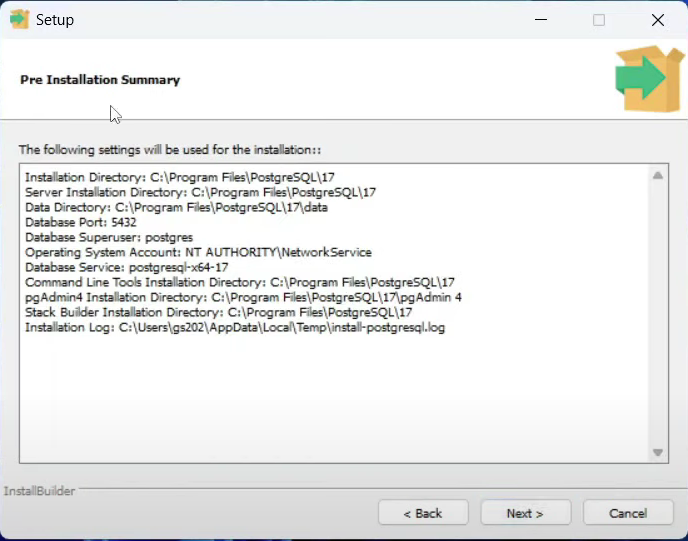 Setup
Pre Installation Summary
The following settings will be used for the installation::
Installation Directory: C:\Program Files\PostgreSQL\17
Server Installation Directory: C:\Program Files\PostgreSQL\17
Data Directory: C:\Program Files\PostgreSQL\17\data
Database Port: 5432
Database Superuser: postgres
Operating System Account: NT AUTHORITY\NetworkService
Database Service: postgresql-x64-17
Command Line Tools Installation Directory: C:\Program Files\PostgreSQL\17
pgAdmin4 Installation Directory: C:\Program Files\PostgreSQL\17\pgAdmin 4
Stack Builder Installation Directory: C:\Program Files\PostgreSQL\17
Installation Log: C:\Users\gs202\AppData\Local\Temp\install-postgresql.log
InstallBuilder
< Back Next > Cancel